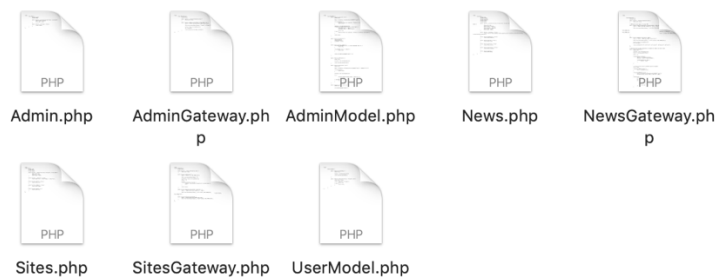 PHP PHP PHP PHP PHP
Admin.php AdminGateway.ph AdminModel.php News.php NewsGateway.ph
p p
PHP PHP PHP
Sites.php SitesGateway.php UserModel.php